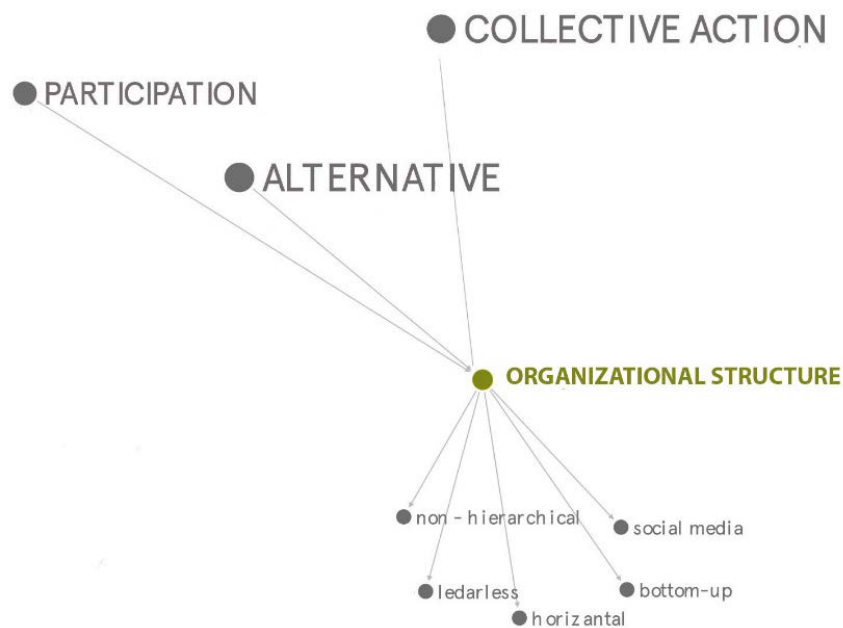 COLLECTIVE ACTION
PARTICIPATION
ALTERNATIVE
ORGANIZATIONAL STRUCTURE
non - hierarchical
social media
ledarless
bottom-up
horizantal